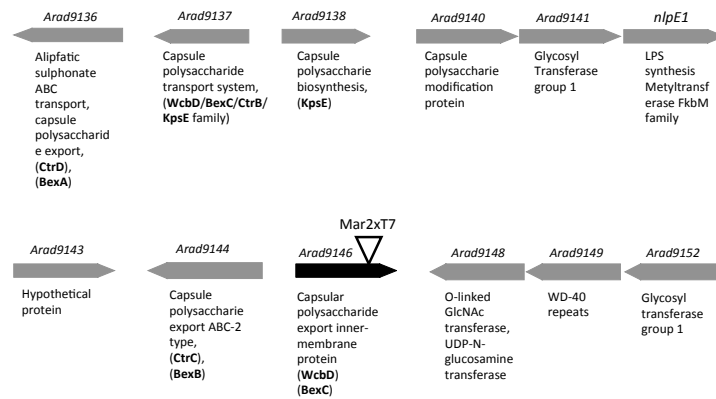 Arad9136 Arad9137 Arad9138 Arad9140 Arad9141 nlpE1
Alipfatic
sulphonate
ABC
transport,
capsule
polysaccharid
e export,
(CtrD),
(BexA)
Capsule
polysaccharide
transport system,
(WcbD/BexC/CtrB/
KpsE family)
Capsule
polysaccharie
biosynthesis,
(KpsE)
Capsule
polysaccharie
modification
protein
Glycosyl
Transferase
group 1
LPS
synthesis
Metyltransf
erase FkbM
family
Mar2xT7
Arad9143 Arad9144 Arad9146 Arad9148 Arad9149 Arad9152
Hypothetical
protein
Capsule
polysaccharie
export ABC-2
type,
(CtrC),
(BexB)
Capsular
polysaccharide
export inner-
membrane
protein
(WcbD)
(BexC)
O-linked
GlcNAc
transferase,
UDP-N-
glucosamine
transferase
WD-40
repeats
Glycosyl
transferase
group 1